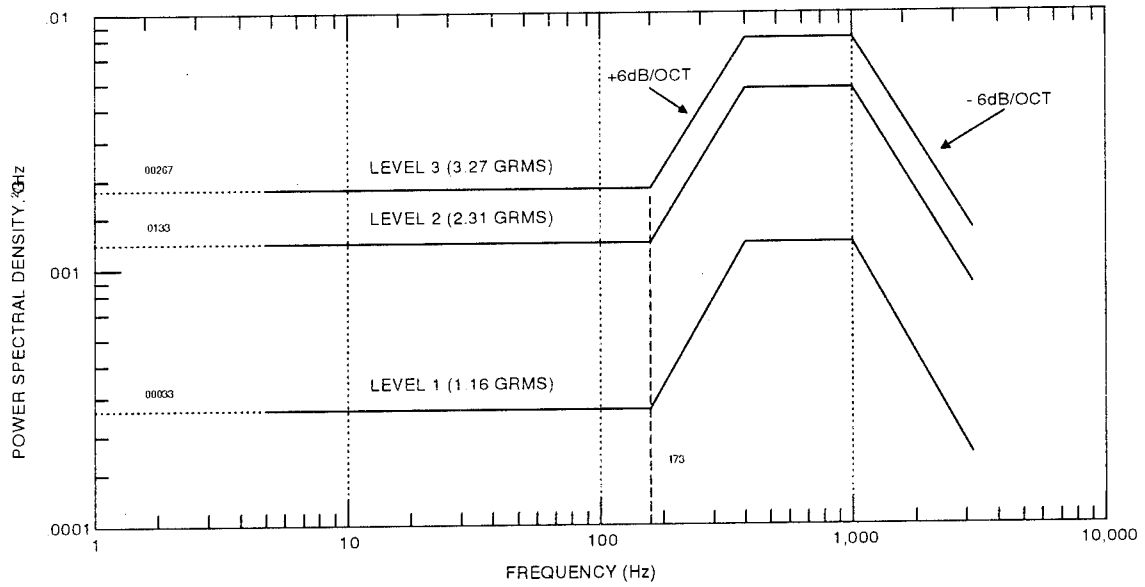 .01
+6dB/OCT
- 6dB/OCT
00267
LEVEL 3 (3.27 GRMS)
0133
LEVEL 2 (2.31 GRMS)
001
00033
LEVEL 1 (1.16 GRMS)
173
.0001
1
10
100
1,000
10,000
FREQUENCY (Hz)
POWER SPECTRAL DENSITY,